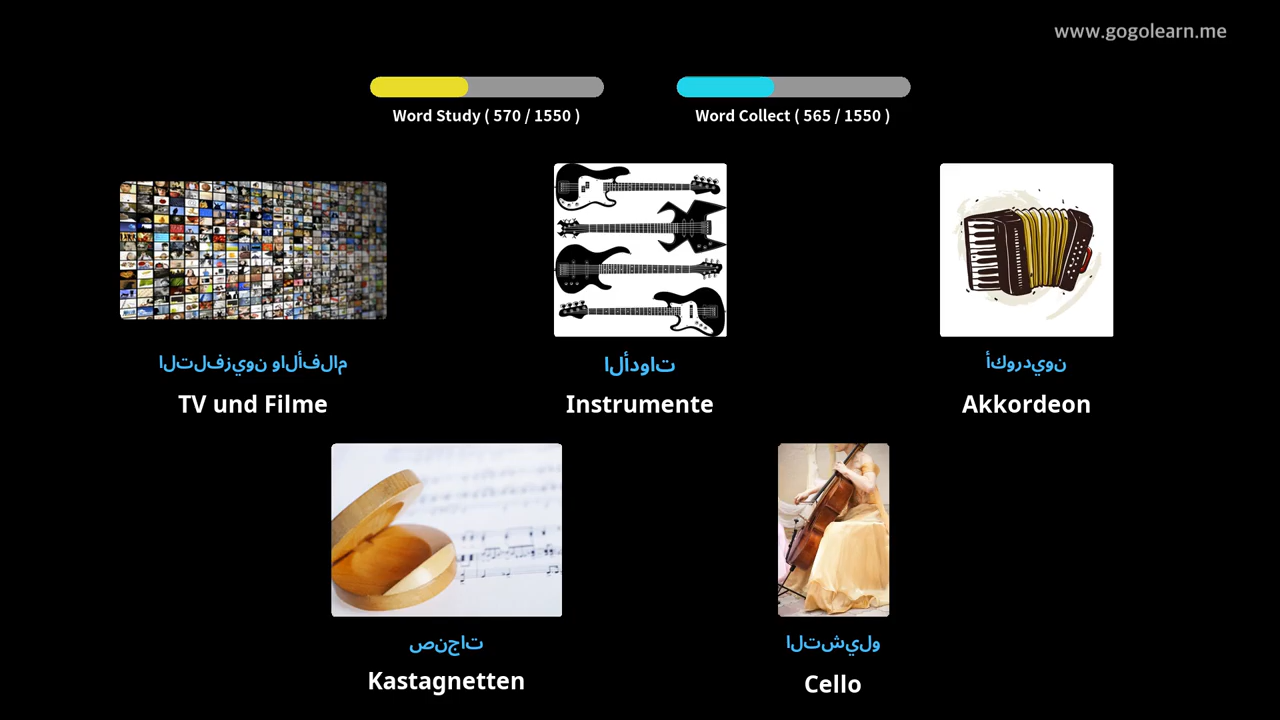 www.gogolearn.me
Word Study ( 570 / 1550 )
Word Collect ( 565 / 1550 )
التلفزيون والأفلام
TV und Filme
الأدوات
Instrumente
أكورديون
Akkordeon
صنجات
Kastagnetten
التشيلو
Cello